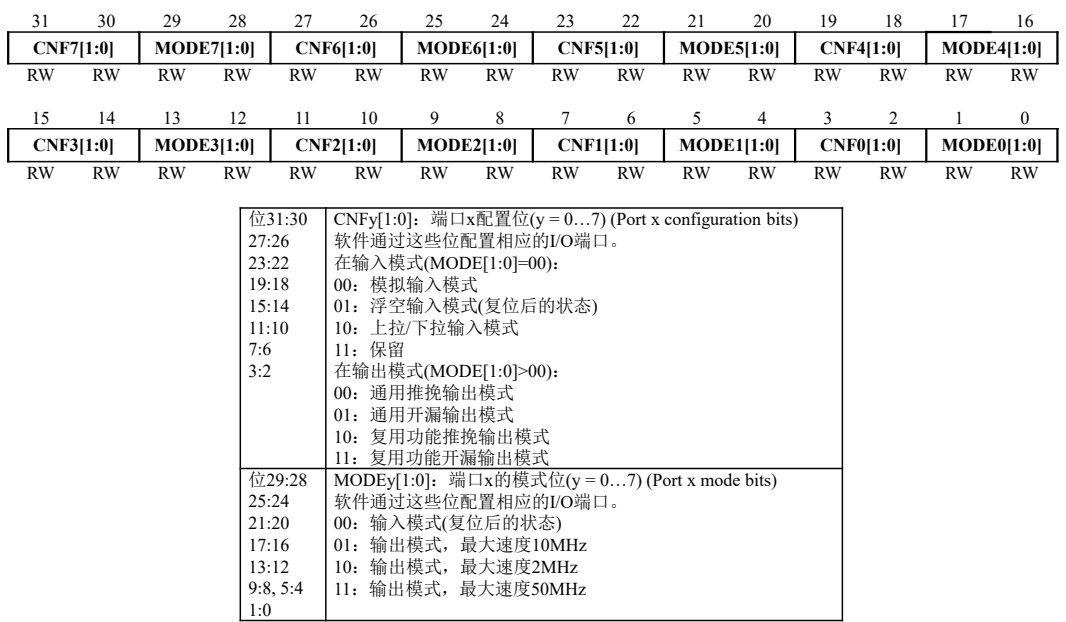 31 30 29 28 27 26 25 24 23 22 21 20 19 18 17 16
CNF7[1:0] MODE7[1:0] CNF6[1:0] MODE6[1:0] CNF5[1:0] MODE5[1:0] CNF4[1:0] MODE4[1:0]
RW RW RW RW RW RW RW RW RW RW RW RW RW RW RW RW
15 14 13 12 11 10 9 8 7 6 5 4 3 2 1 0
CNF3[1:0] MODE3[1:0] CNF2[1:0] MODE2[1:0] CNF1[1:0] MODE1[1:0] CNF0[1:0] MODE0[1:0]
RW RW RW RW RW RW RW RW RW RW RW RW RW RW RW RW
位31:30 CNFy[1:0]：端口x配置位(y = 0…7) (Port x configuration bits)
27:26 软件通过这些位配置相应的I/O端口。
23:22 在输入模式(MODE[1:0]=00)：
19:18 00：模拟输入模式
15:14 01：浮空输入模式(复位后的状态)
11:10 10：上拉/下拉输入模式
7:6 11：保留
3:2 在输出模式(MODE[1:0]>00)：
00：通用推挽输出模式
01：通用开漏输出模式
10：复用功能推挽输出模式
11：复用功能开漏输出模式
位29:28 MODEy[1:0]：端口x的模式位(y = 0…7) (Port x mode bits)
25:24 软件通过这些位配置相应的I/O端口。
21:20 00：输入模式(复位后的状态)
17:16 01：输出模式，最大速度10MHz
13:12 10：输出模式，最大速度2MHz
9:8, 5:4 11：输出模式，最大速度50MHz
1:0